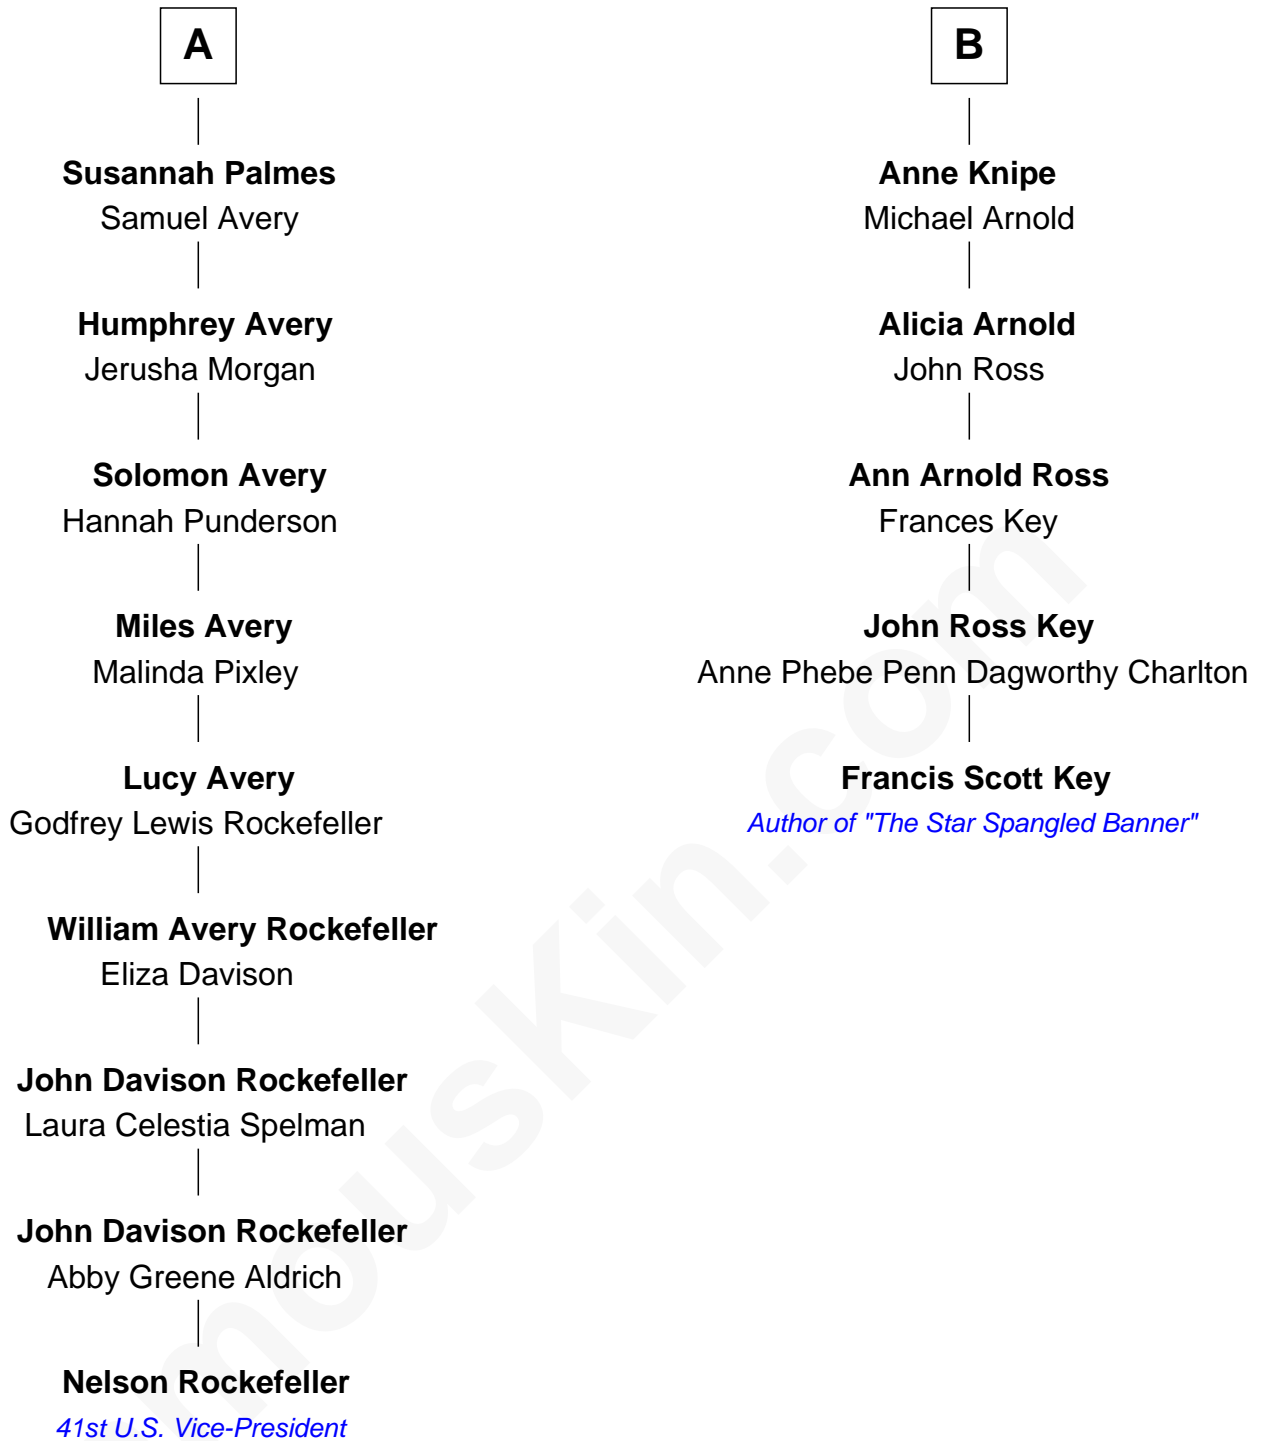 A
Susannah Palmes
Samuel Avery
Humphrey Avery
Jerusha Morgan
Solomon Avery
Hannah Punderson
Miles Avery
Malinda Pixley
Lucy Avery
Godfrey Lewis Rockefeller
William Avery Rockefeller
Eliza Davison
John Davison Rockefeller
Laura Celestia Spelman
John Davison Rockefeller
Abby Greene Aldrich
Nelson Rockefeller
41st U.S. Vice-President
B
Anne Knipe
Michael Arnold
Alicia Arnold
John Ross
Ann Arnold Ross
Frances Key
John Ross Key
Anne Phebe Penn Dagworthy Charlton
Francis Scott Key
Author of "The Star Spangled Banner"
mousKin.com